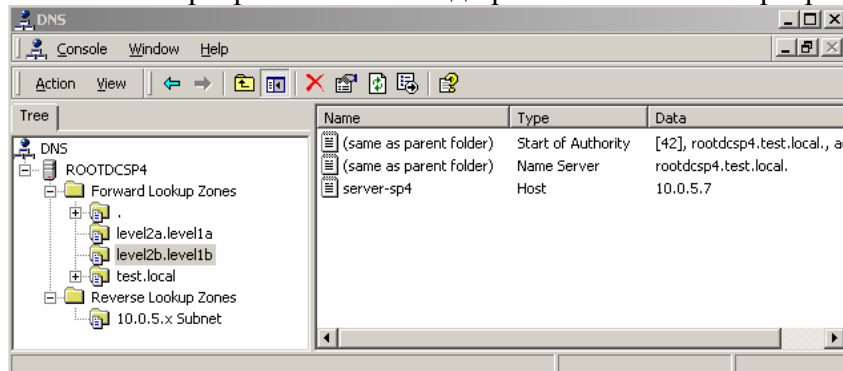 DNS
Console Window Help
Action View
Tree
Name Type Data
DNS
ROOTDCSP4
Forward Lookup Zones
.
level2a.level1a
level2b.level1b
test.local
Reverse Lookup Zones
10.0.5.x Subnet
(same as parent folder) Start of Authority [42], rootdcsp4.test.local.,
(same as parent folder) Name Server rootdcsp4.test.local.
server-sp4 Host 10.0.5.7